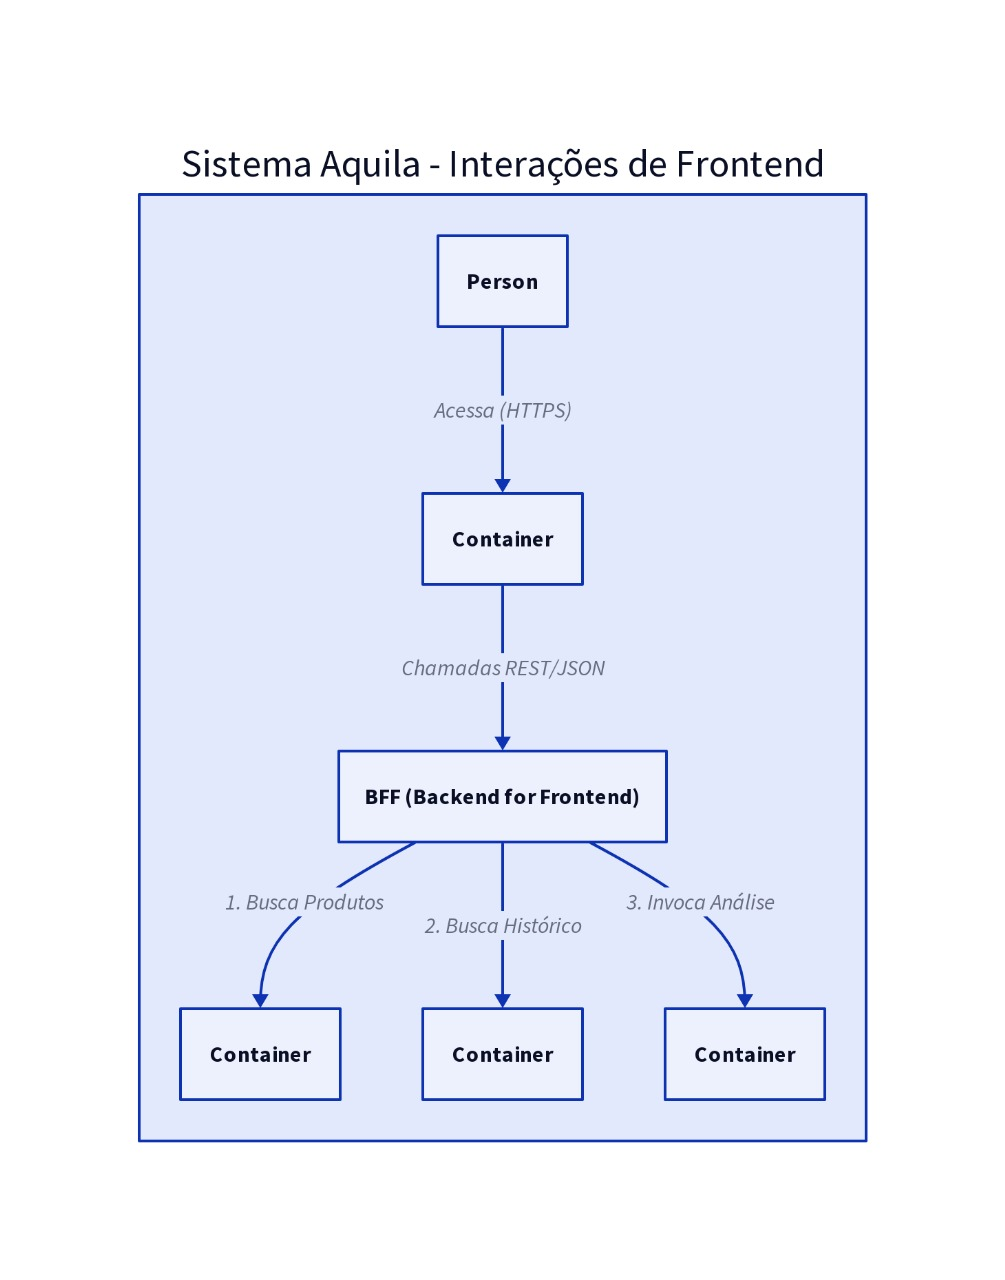 Sistema Aquila - Interações de Frontend
Person
Acessa (HTTPS)
Container
Chamadas REST/JSON
BFF (Backend for Frontend)
1. Busca Produtos
2. Busca Histórico
3. Invoca Análise
Container
Container
Container